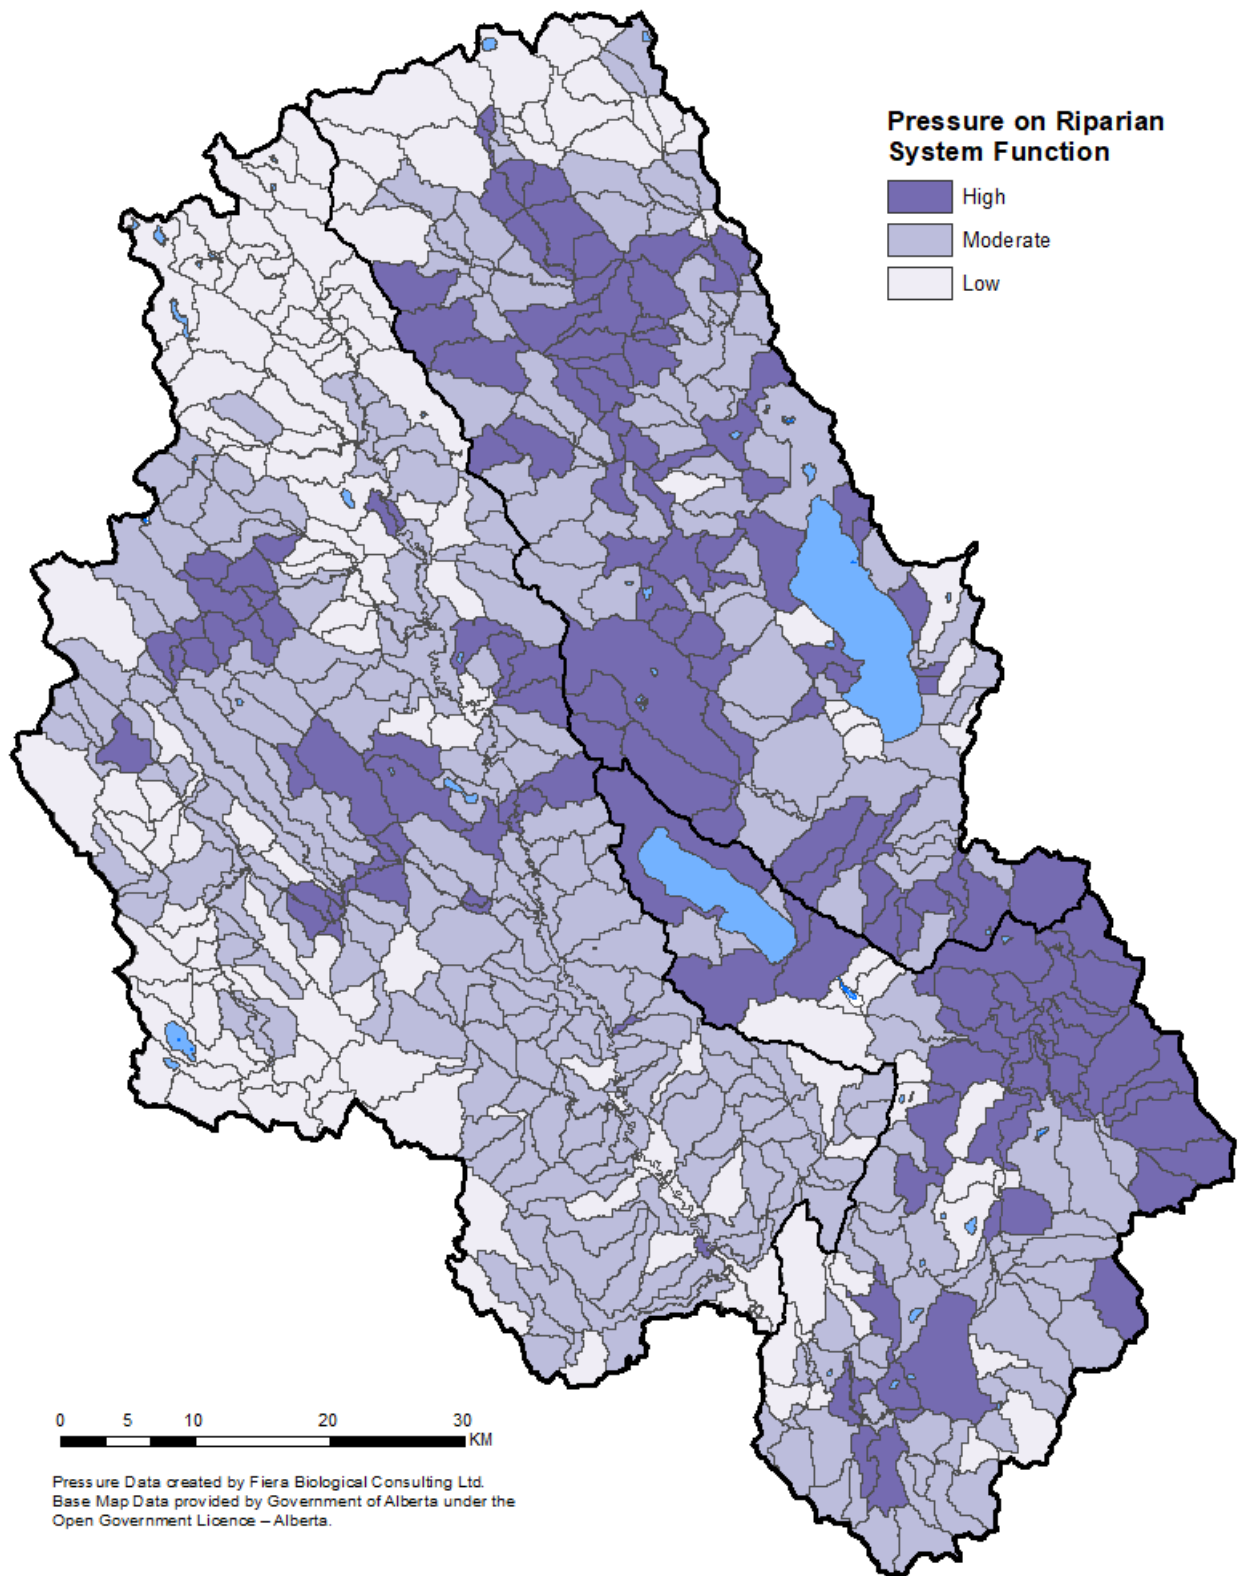 Pressure on Riparian
System Function
High
Moderate
Low
0 5 10 20 30
KM
Pressure Data created by Fiera Biological Consulting Ltd.
Base Map Data provided by Government of Alberta under the
Open Government Licence – Alberta.